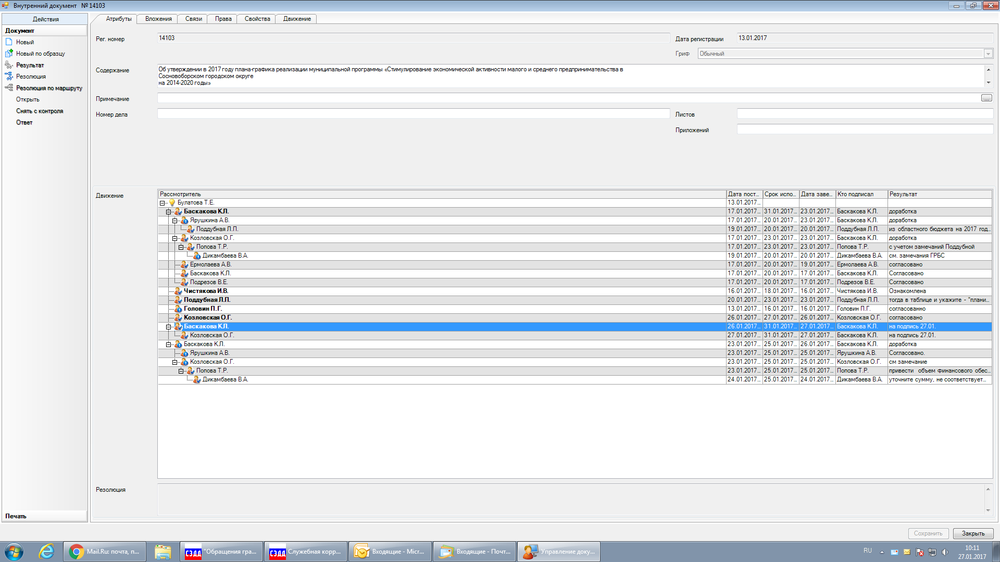 Внутренний документ № 14103
Действия
Документ
Новый
Новый по образцу
Результат
Резолюция
Резолюция по маршруту
Открыть
Снять с контроля
Ответ
Печать
Атрибуты Вложения Связи Права Свойства Движение
Рег. номер 14103 Дата регистрации 13.01.2017
Гриф Обычный
Содержание Об утверждении в 2017 году плана-графика реализации муниципальной программы «Стимулирование экономической активности малого и среднего предпринимательства в
Сосновоборском городском округе
на 2014-2020 годы»
Примечание ...
Номер дела Листов
Приложений
Движение
Рассмотритель Дата пост... Срок испо... Дата заве... Кто подписал Результат
Булатова Т.Е. 13.01.2017...
Баскакова К.Л. 17.01.2017... 31.01.2017... 23.01.2017... Баскакова К.Л. доработка
Ярушкина А.В. 17.01.2017... 20.01.2017... 23.01.2017... Баскакова К.Л. доработка
Поддубная Л.П. 19.01.2017... 20.01.2017... 20.01.2017... Поддубная Л.П. из областного бюджета на 2017 год...
Козловская О.Г. 17.01.2017... 23.01.2017... 23.01.2017... Баскакова К.Л. доработка
Попова Т.Р. 17.01.2017... 23.01.2017... 23.01.2017... Попова Т.Р. с учетом замечаний Поддубной
Дикамбаева В.А. 19.01.2017... 20.01.2017... 20.01.2017... Дикамбаева В.А. см. замечания ГРБС
Ермолаева А.В. 17.01.2017... 20.01.2017... 19.01.2017... Ермолаева А.В. согласовано
Баскакова К.Л. 17.01.2017... 20.01.2017... 17.01.2017... Баскакова К.Л. Согласовано
Подрезов В.Е. 17.01.2017... 20.01.2017... 17.01.2017... Подрезов В.Е. Согласовано
Чистякова И.В. 16.01.2017... 18.01.2017... 16.01.2017... Чистякова И.В. Ознакомлена
Поддубная Л.П. 20.01.2017... 23.01.2017... 23.01.2017... Поддубная Л.П. тогда в таблице и укажите - "плани...
Головин П.Г. 13.01.2017... 16.01.2017... 16.01.2017... Головин П.Г. согласованно
Козловская О.Г. 26.01.2017... 27.01.2017... 26.01.2017... Козловская О.Г. согласовано
Баскакова К.Л. 26.01.2017... 31.01.2017... 27.01.2017... Баскакова К.Л. на подпись 27.01.
Козловская О.Г. 27.01.2017... 31.01.2017... 27.01.2017... Баскакова К.Л. на подпись 27.01.
Баскакова К.Л. 23.01.2017... 25.01.2017... 26.01.2017... Баскакова К.Л. доработка
Ярушкина А.В. 23.01.2017... 25.01.2017... 25.01.2017... Ярушкина А.В. Согласовано.
Козловская О.Г. 23.01.2017... 25.01.2017... 25.01.2017... Козловская О.Г. см замечание
Попова Т.Р. 23.01.2017... 25.01.2017... 25.01.2017... Попова Т.Р. привести объем финансового обес...
Дикамбаева В.А. 24.01.2017... 25.01.2017... 24.01.2017... Дикамбаева В.А. уточните сумму, не соответствует...
Резолюция
Сохранить Закрыть
Mail.Ru: почта, п... СЭДД "Обращения гра... СЭДД Служебная корр... Входящие - Micr... Входящие - Почт... Управление доку... RU 10:11
27.01.2017